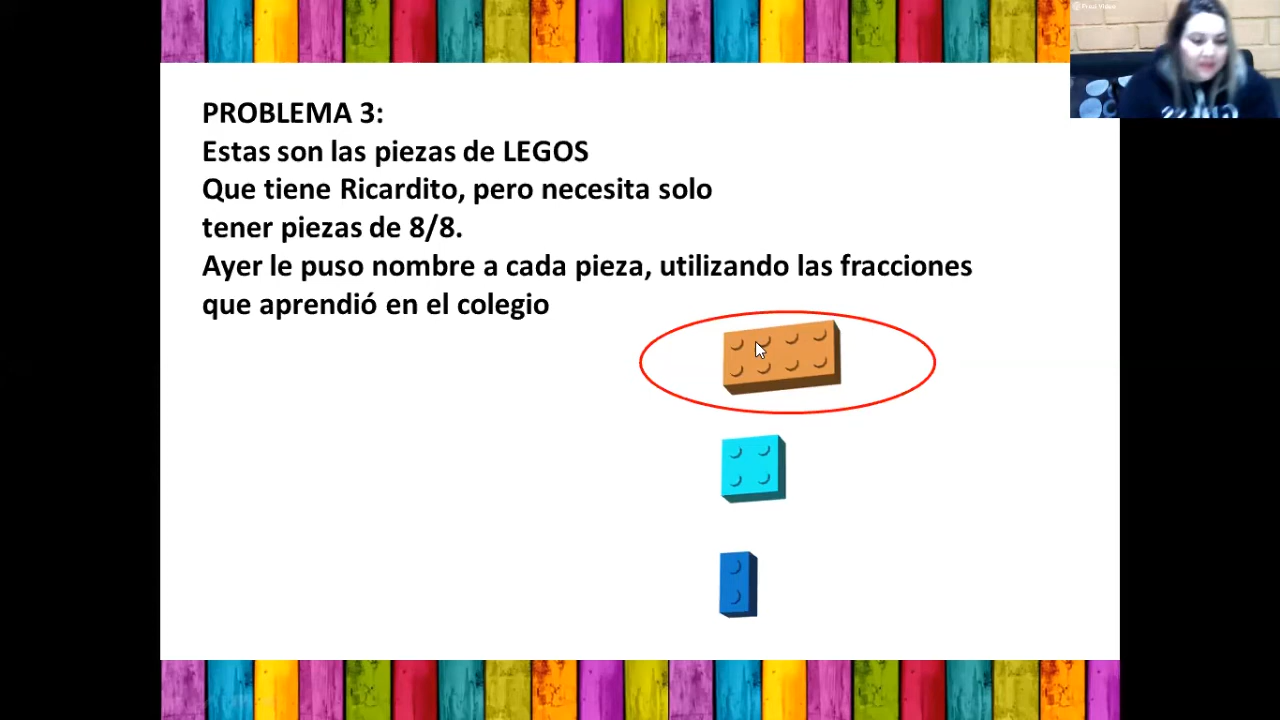 PROBLEMA 3:
Estas son las piezas de LEGOS
Que tiene Ricardito, pero necesita solo
tener piezas de 8/8.
Ayer le puso nombre a cada pieza, utilizando las fracciones
que aprendió en el colegio